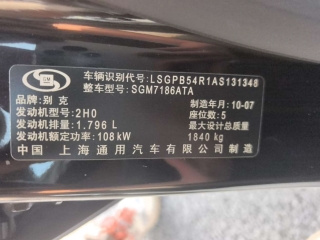 GM
车辆识别代号: LSGPB54R1AS131348
整车型号: SGM7186ATA
品牌: 别 克 制造年月: 10-07
发动机型号: 2H0 座位数: 5
发动机排量: 1.796 L 最大设计总质量
发动机额定功率: 108 kW 1840 kg
中国 上海通用汽车有限公司 制造